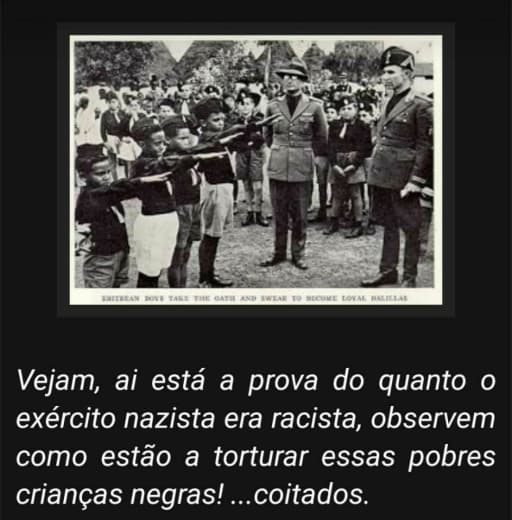 ERITREAN BOYS TAKE THE OATH AND SWEAR TO BECOME LOYAL BALILLAS
Vejam, ai está a prova do quanto o
exército nazista era racista, observem
como estão a torturar essas pobres
crianças negras! ...coitados.